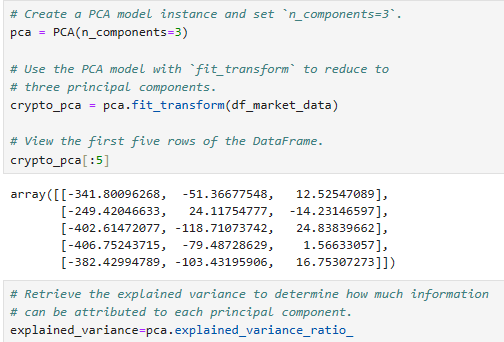 # Create a PCA model instance and set `n_components=3`.
pca = PCA(n_components=3)
# Use the PCA model with `fit_transform` to reduce to
# three principal components.
crypto_pca = pca.fit_transform(df_market_data)
# View the first five rows of the DataFrame.
crypto_pca[:5]
array([[-341.80096268,  -51.36677548,   12.52547089],
       [-249.42046633,   24.11754777,  -14.23146597],
       [-402.61472077, -118.71073742,   24.83839662],
       [-406.75243715,  -79.48728629,    1.56633057],
       [-382.42994789, -103.43195906,   16.75307273]])
# Retrieve the explained variance to determine how much information
# can be attributed to each principal component.
explained_variance=pca.explained_variance_ratio_